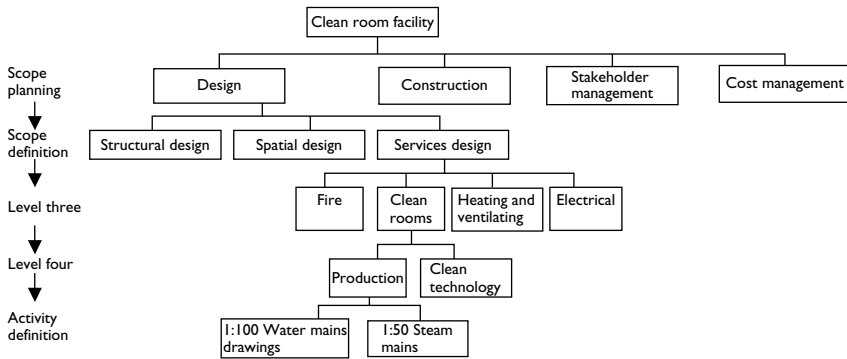 Clean room facility
Scope
planning
Design
Construction
Stakeholder
management
Cost management
Scope
definition
Structural design
Spatial design
Services design
Level three
Fire
Clean
rooms
Heating and
ventilating
Electrical
Level four
Production
Clean
technology
Activity
definition
1:100 Water mains
drawings
1:50 Steam
mains